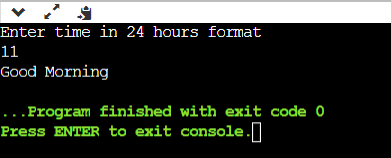 Enter time in 24 hours format
11
Good Morning
...Program finished with exit code 0
Press ENTER to exit console.